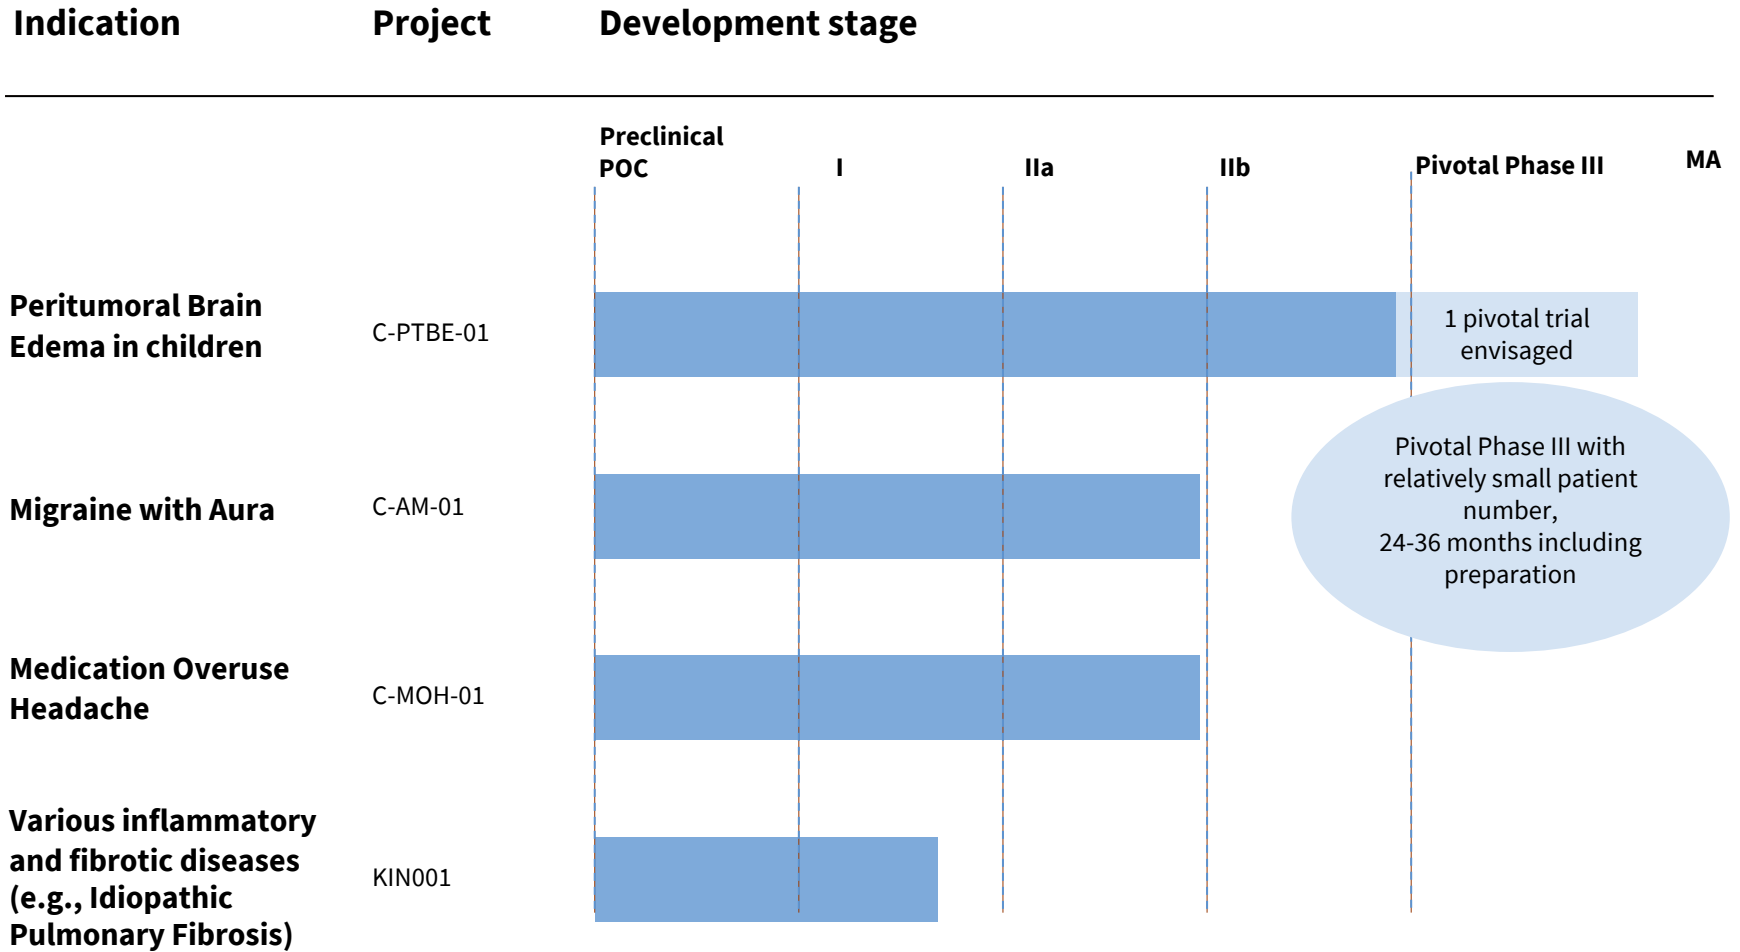 Indication Project Development stage
Preclinical
POC I IIa IIb Pivotal Phase III MA
Peritumoral Brain
Edema in children
C-PTBE-01
1 pivotal trial
envisaged
Migraine with Aura
C-AM-01
Pivotal Phase III with
relatively small patient
number,
24-36 months including
preparation
Medication Overuse
Headache
C-MOH-01
Various inflammatory
and fibrotic diseases
(e.g., Idiopathic
Pulmonary Fibrosis)
KIN001